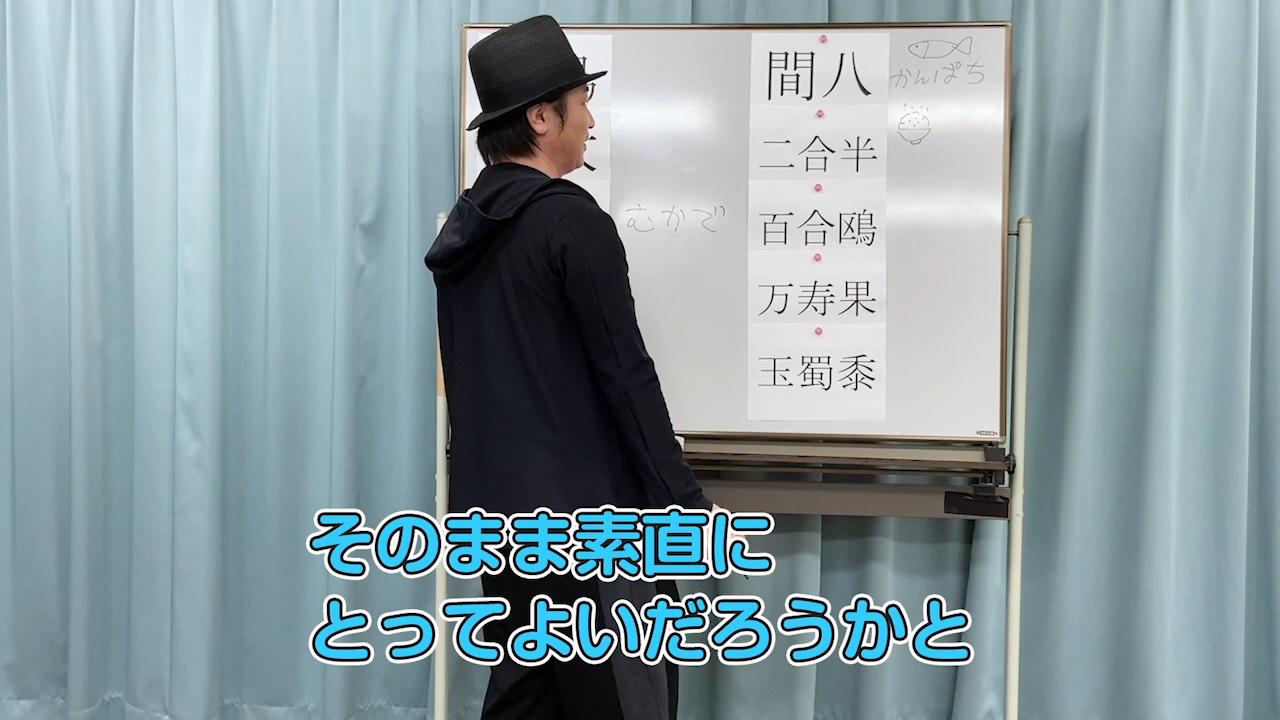 間八
かんぱち
二合半
百合鷗
むかで
万寿果
玉蜀黍
そのまま素直に
とってよいだろうかと